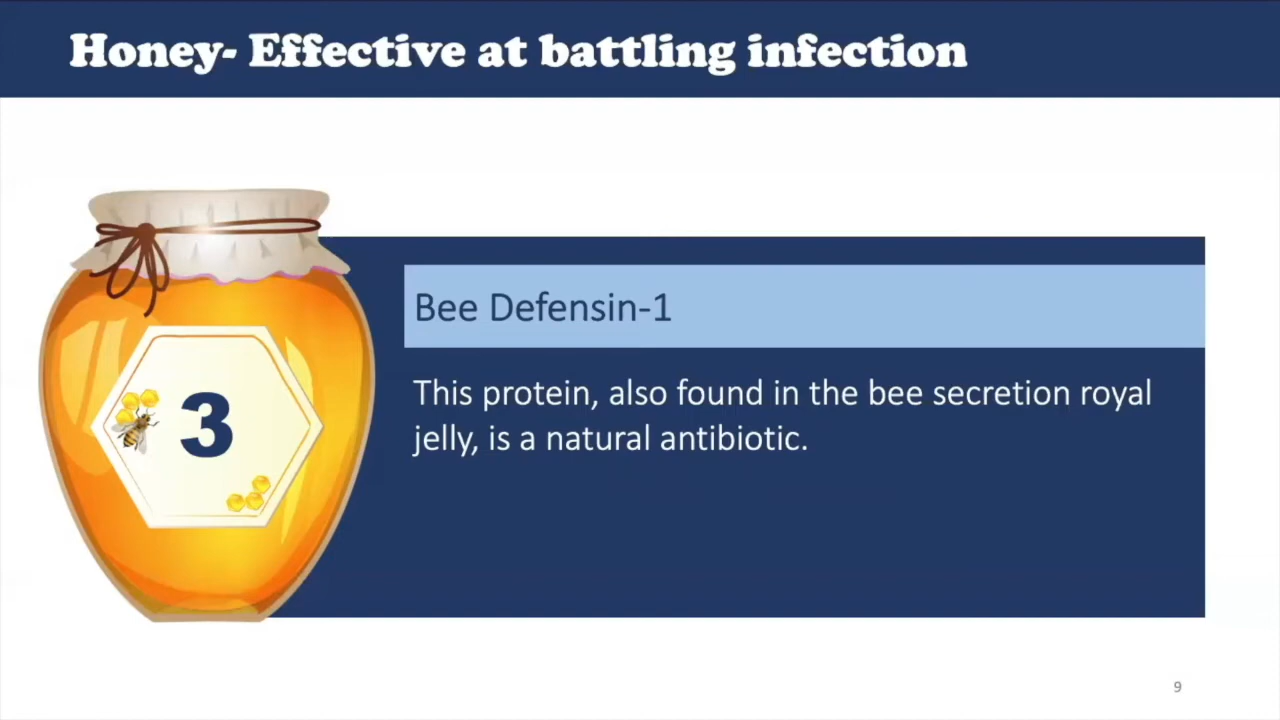 Honey- Effective at battling infection
3
Bee Defensin-1
This protein, also found in the bee secretion royal
jelly, is a natural antibiotic.
9